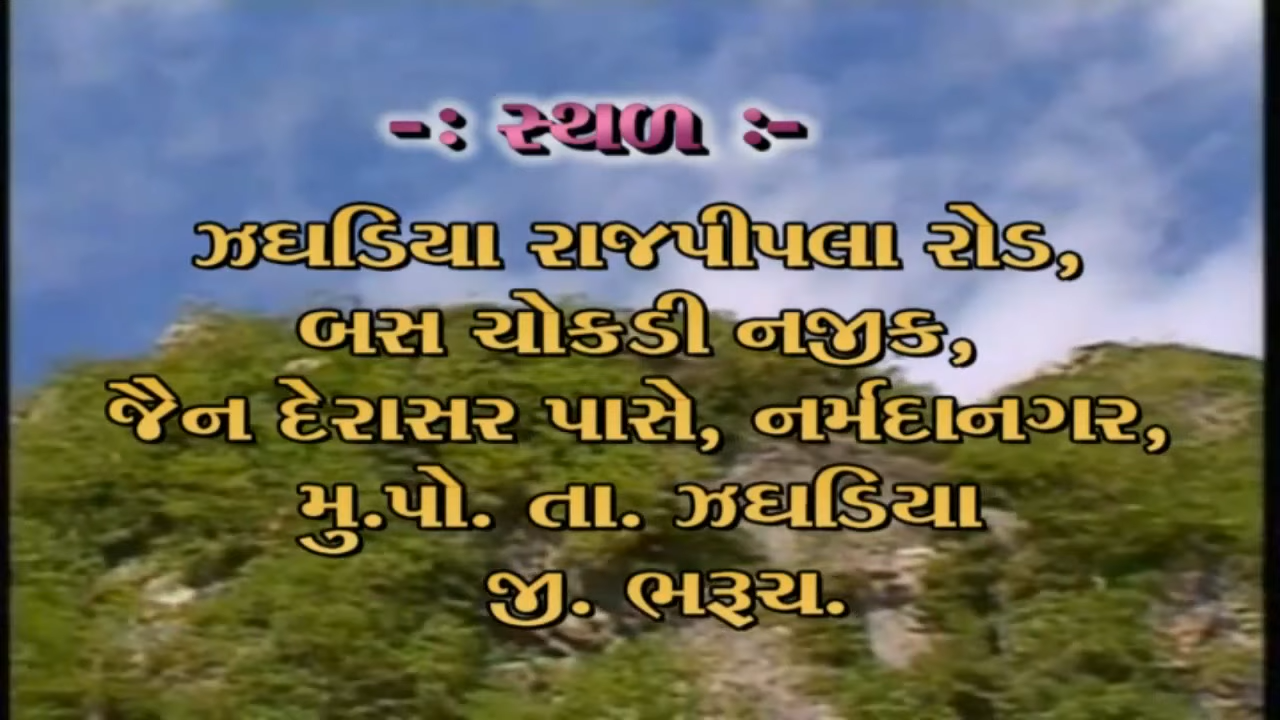 -: સ્થળ :-
ઝઘડિયા રાજપીપલા રોડ,
બસ ચોકડી નજીક,
જૈન દેરાસર પાસે, નર્મદાનગર,
મુ.પો. તા. ઝઘડિયા
જી. ભરૂચ.